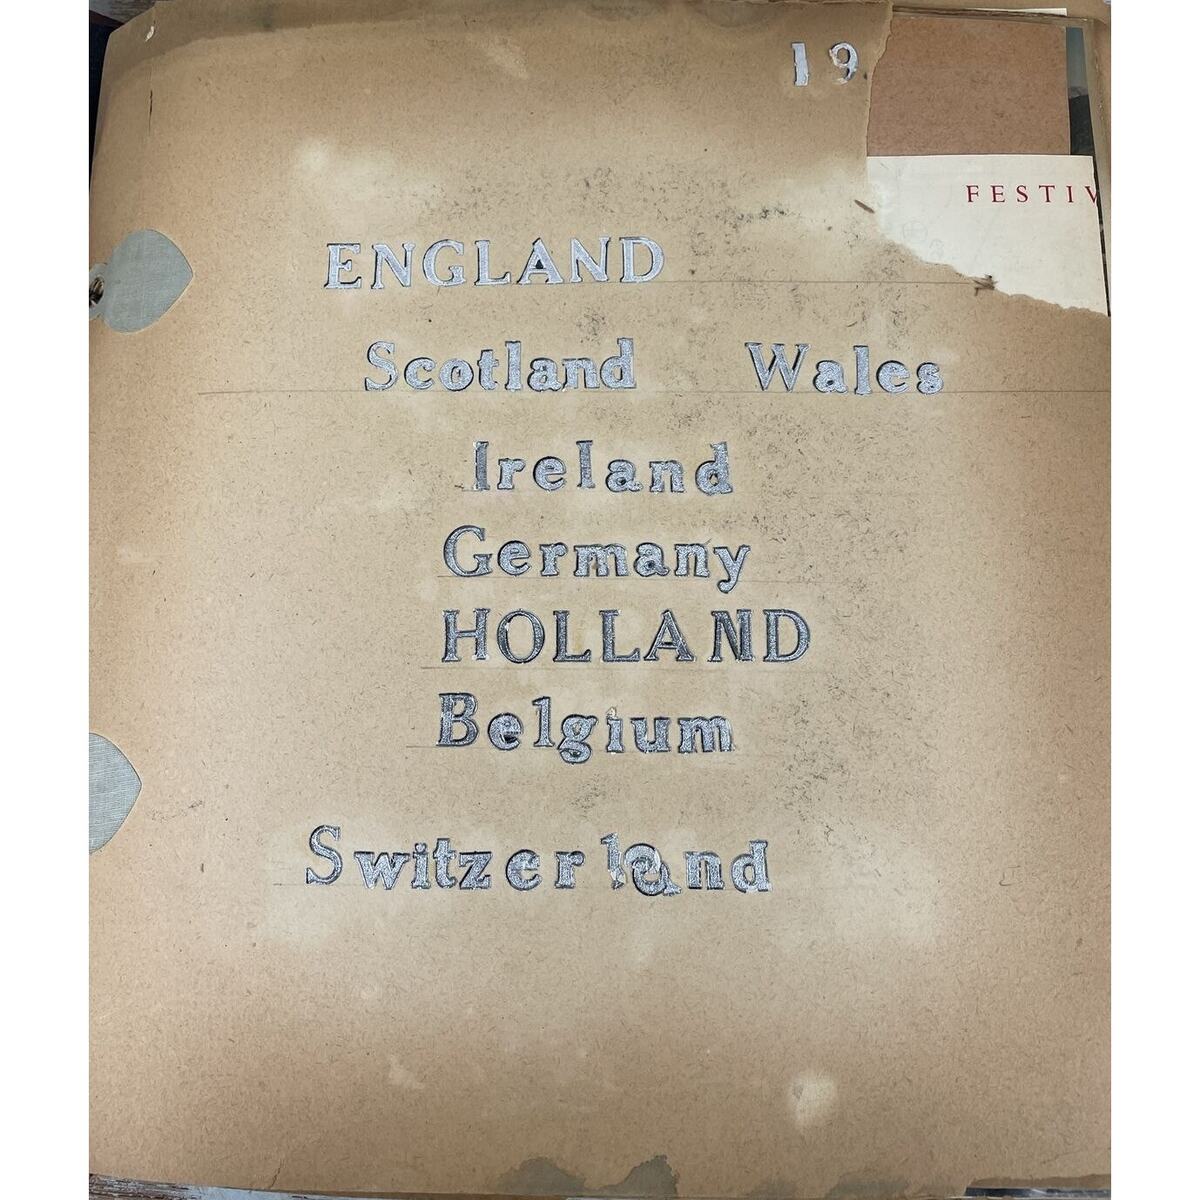 19
FESTIV
ENGLAND
Scotland Wales
Ireland
Germany
HOLLAND
Belgium
Switzerland